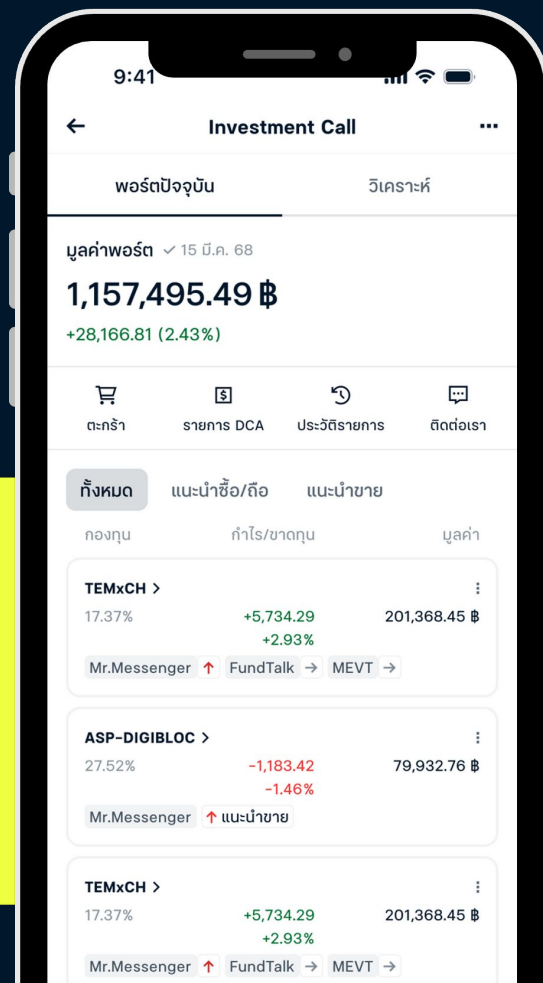 9:41
Investment Call
พอร์ตปัจจุบัน วิเคราะห์
มูลค่าพอร์ต 15 มี.ค. 68
1,157,495.49 ฿
+28,166.81 (2.43%)
ตะกร้า รายการ DCA ประวัติรายการ ติดต่อเรา
ทั้งหมด แนะนำซื้อ/ถือ แนะนำขาย
กองทุน กำไร/ขาดทุน มูลค่า
TEMxCH >
17.37% +5,734.29 201,368.45 ฿
+2.93%
Mr.Messenger ↑ FundTalk → MEVT →
ASP-DIGIBLOC >
27.52% -1,183.42 79,932.76 ฿
-1.46%
Mr.Messenger ↑ แนะนำขาย
TEMxCH >
17.37% +5,734.29 201,368.45 ฿
+2.93%
Mr.Messenger ↑ FundTalk → MEVT →